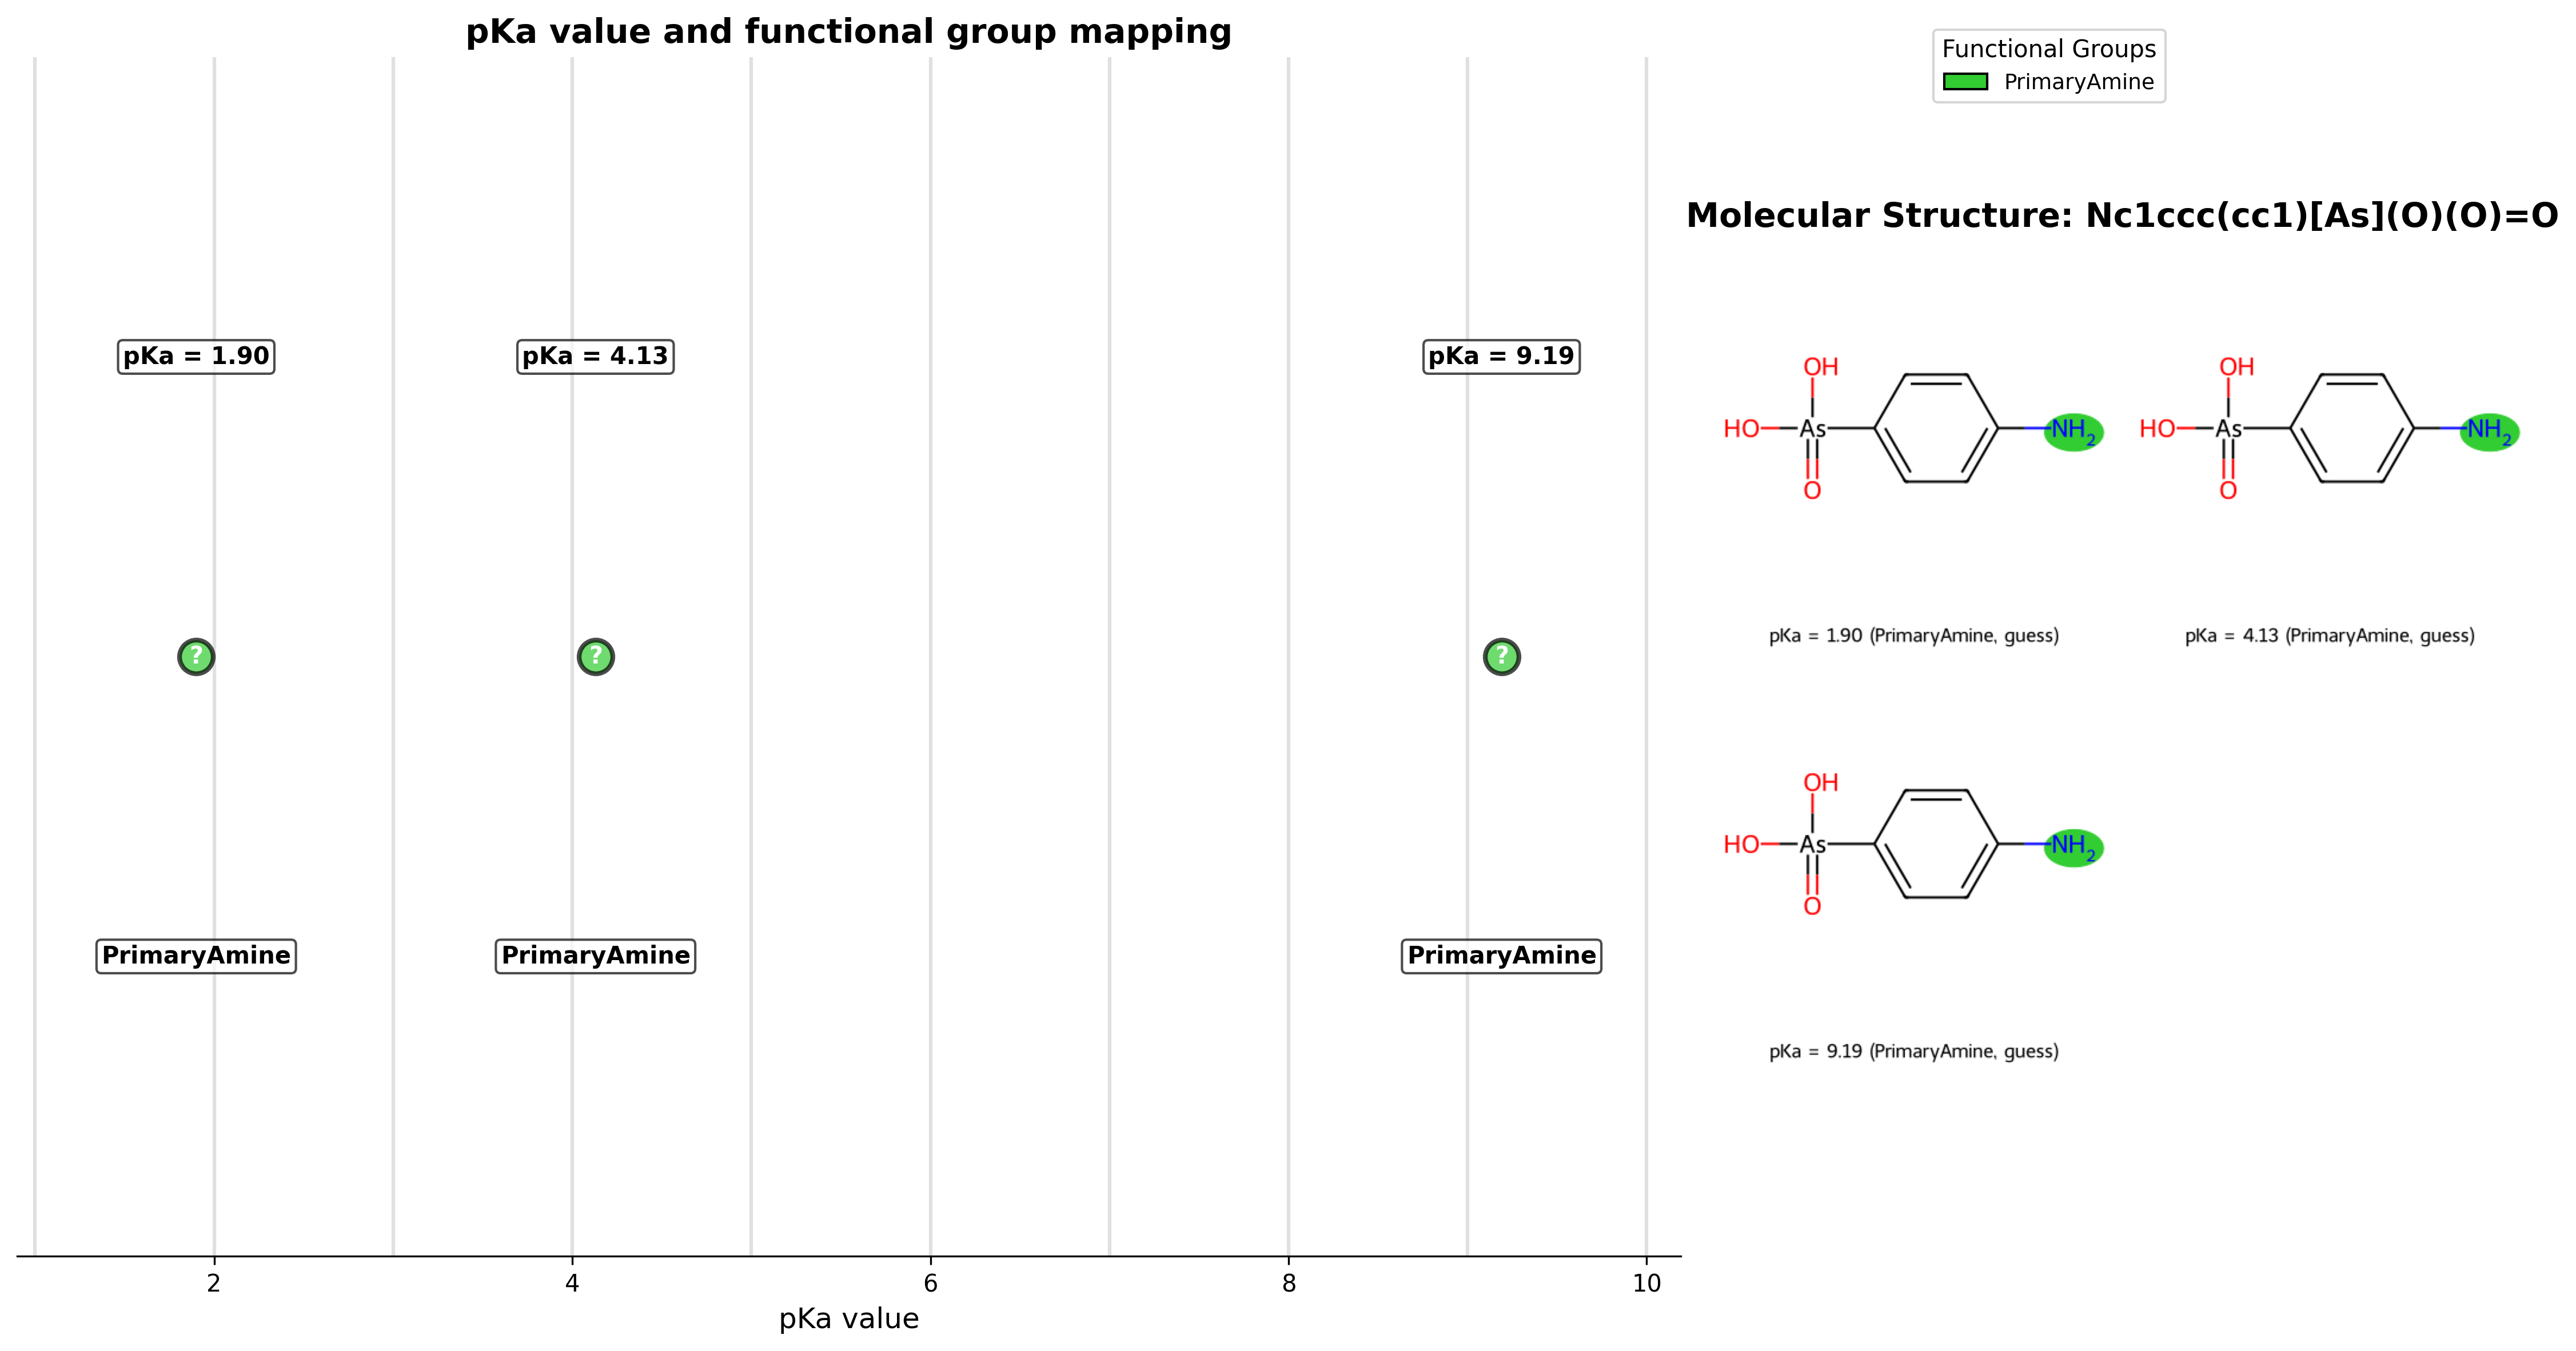 pKa value and functional group mapping
Functional Groups
PrimaryAmine
Molecular Structure: Nc1ccc(cc1)[As](O)(O)=O
pKa = 1.90
pKa = 4.13
pKa = 9.19
?
?
?
PrimaryAmine
PrimaryAmine
PrimaryAmine
2
4
6
8
10
pKa value
OH
HO
As
O
NH2
pKa = 1.90 (PrimaryAmine, guess)
OH
HO
As
O
NH2
pKa = 4.13 (PrimaryAmine, guess)
OH
HO
As
O
NH2
pKa = 9.19 (PrimaryAmine, guess)